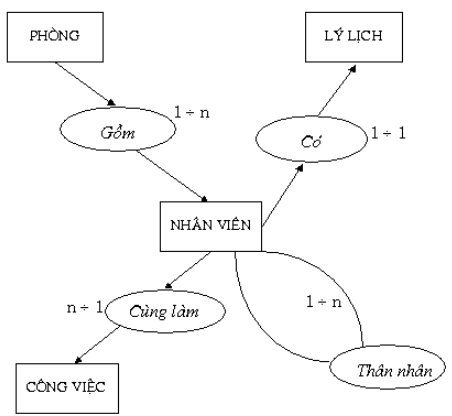 PHÒNG
LÝ LỊCH
1 ÷ n
Gồm
Có
1 ÷ 1
NHÂN VIÊN
n ÷ 1
Cùng làm
1 ÷ n
Thân nhân
CÔNG VIỆC